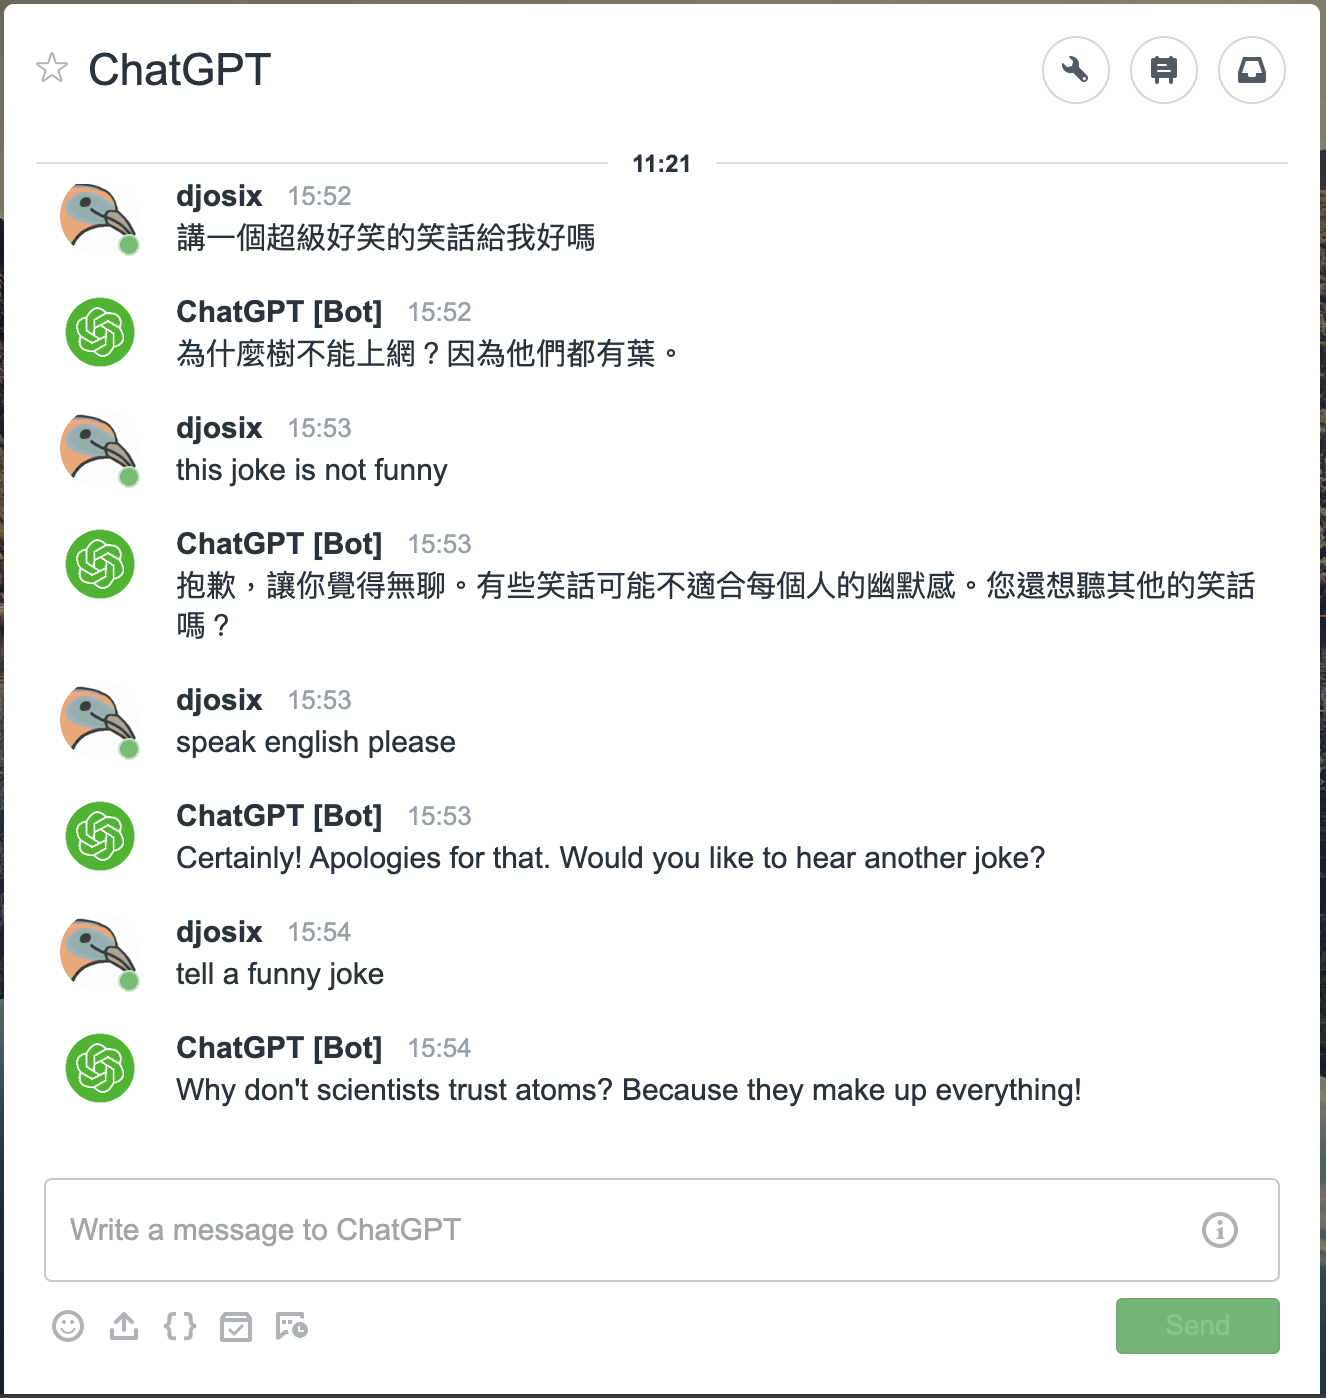 ChatGPT
11:21
djosix 15:52
講一個超級好笑的笑話給我好嗎
ChatGPT [Bot] 15:52
為什麼樹不能上網？因為他們都有葉。
djosix 15:53
this joke is not funny
ChatGPT [Bot] 15:53
抱歉，讓你覺得無聊。有些笑話可能不適合每個人的幽默感。您還想聽其他的笑話
嗎？
djosix 15:53
speak english please
ChatGPT [Bot] 15:53
Certainly! Apologies for that. Would you like to hear another joke?
djosix 15:54
tell a funny joke
ChatGPT [Bot] 15:54
Why don't scientists trust atoms? Because they make up everything!
Write a message to ChatGPT
Send